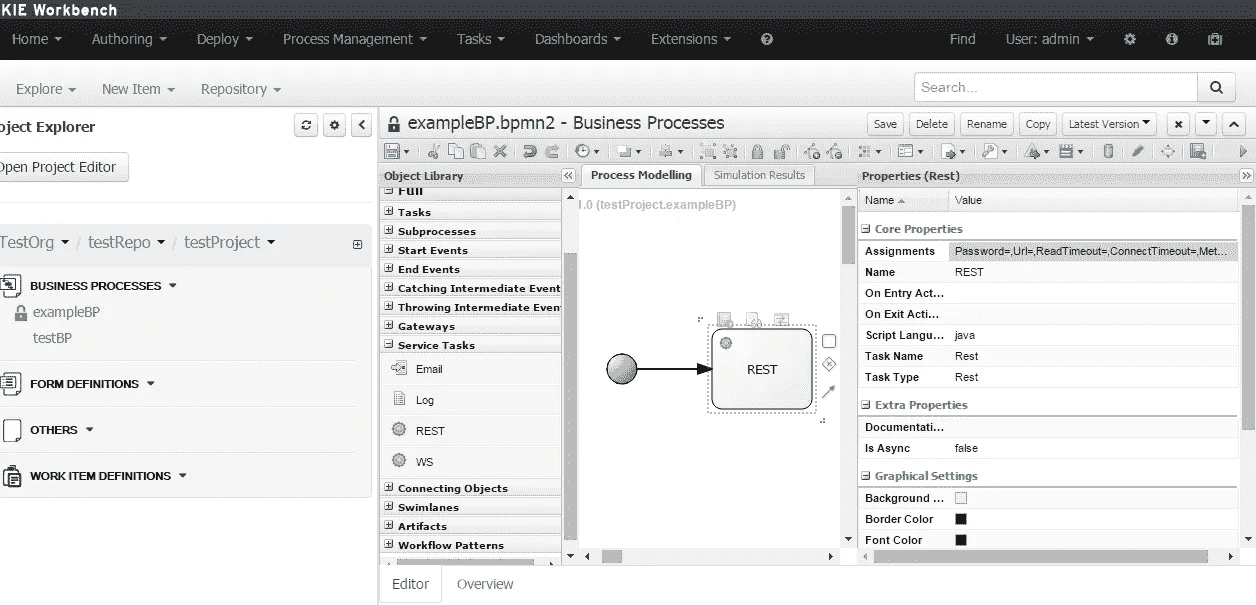 KIE Workbench
Home Authoring Deploy Process Management Tasks Dashboards Extensions Find User: admin
Explore New Item Repository Search...
oject Explorer
Open Project Editor
TestOrg / testRepo / testProject
BUSINESS PROCESSES
exampleBP
testBP
FORM DEFINITIONS
OTHERS
WORK ITEM DEFINITIONS
exampleBP.bpmn2 - Business Processes
Save Delete Rename Copy Latest Version
Object Library
Full
Tasks
Subprocesses
Start Events
End Events
Catching Intermediate Event
Throwing Intermediate Even
Gateways
Service Tasks
Email
Log
REST
WS
Connecting Objects
Swimlanes
Artifacts
Workflow Patterns
Process Modelling Simulation Results
1.0 (testProject.exampleBP)
REST
Properties (Rest)
Name Value
Core Properties
Assignments Password=,Url=,ReadTimeout=,ConnectTimeout=,Met...
Name REST
On Entry Act...
On Exit Acti...
Script Langu... java
Task Name Rest
Task Type Rest
Extra Properties
Documentati...
Is Async false
Graphical Settings
Background ...
Border Color
Font Color
Editor Overview